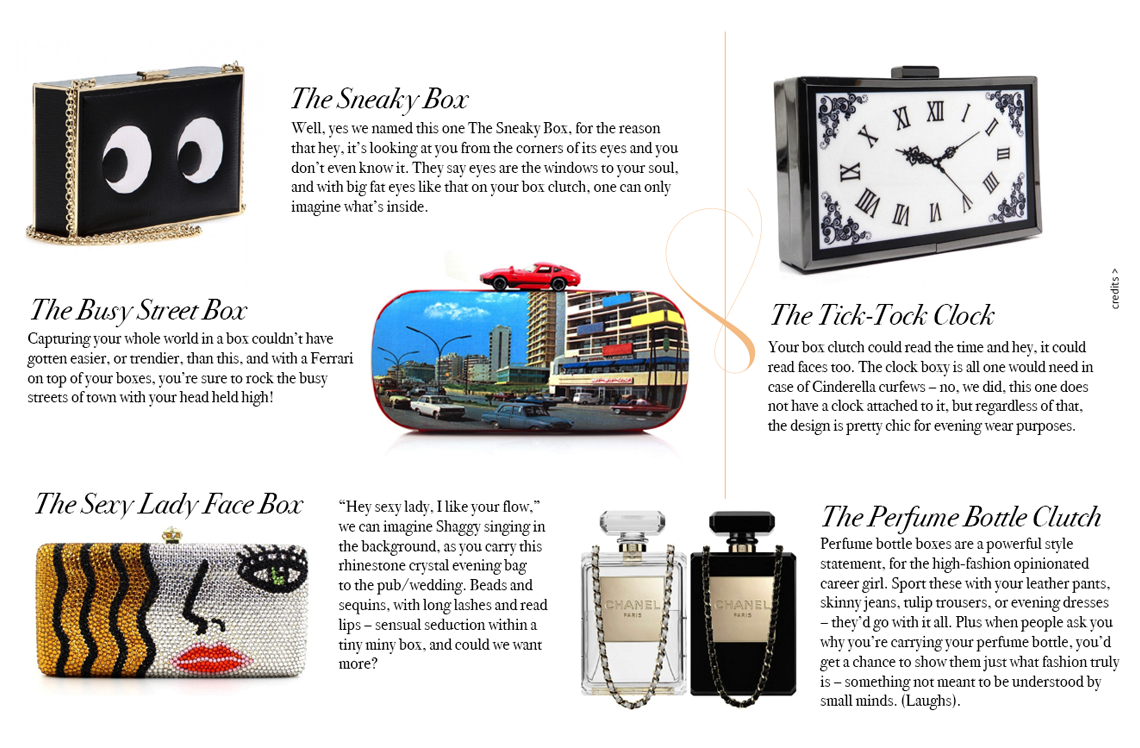 The Sneaky Box
Well, yes we named this one The Sneaky Box, for the reason
that hey, it's looking at you from the corners of its eyes and you
don't even know it. They say eyes are the windows to your soul,
and with big fat eyes like that on your box clutch, one can only
imagine what's inside.
XII
I
II
III
IIII
V
VI
VII
VIII
IX
X
XI
credits >
The Busy Street Box
Capturing your whole world in a box couldn't have
gotten easier, or trendier, than this, and with a Ferrari
on top of your boxes, you're sure to rock the busy
streets of town with your head held high!
The Tick-Tock Clock
Your box clutch could read the time and hey, it could
read faces too. The clock boxy is all one would need in
case of Cinderella curfews – no, we did, this one does
not have a clock attached to it, but regardless of that,
the design is pretty chic for evening wear purposes.
The Sexy Lady Face Box
“Hey sexy lady, I like your flow,”
we can imagine Shaggy singing in
the background, as you carry this
rhinestone crystal evening bag
to the pub/wedding. Beads and
sequins, with long lashes and read
lips – sensual seduction within a
tiny miny box, and could we want
more?
CHANEL
PARIS
CHANEL
PARIS
The Perfume Bottle Clutch
Perfume bottle boxes are a powerful style
statement, for the high-fashion opinionated
career girl. Sport these with your leather pants,
skinny jeans, tulip trousers, or evening dresses
– they'd go with it all. Plus when people ask you
why you're carrying your perfume bottle, you'd
get a chance to show them just what fashion truly
is – something not meant to be understood by
small minds. (Laughs).